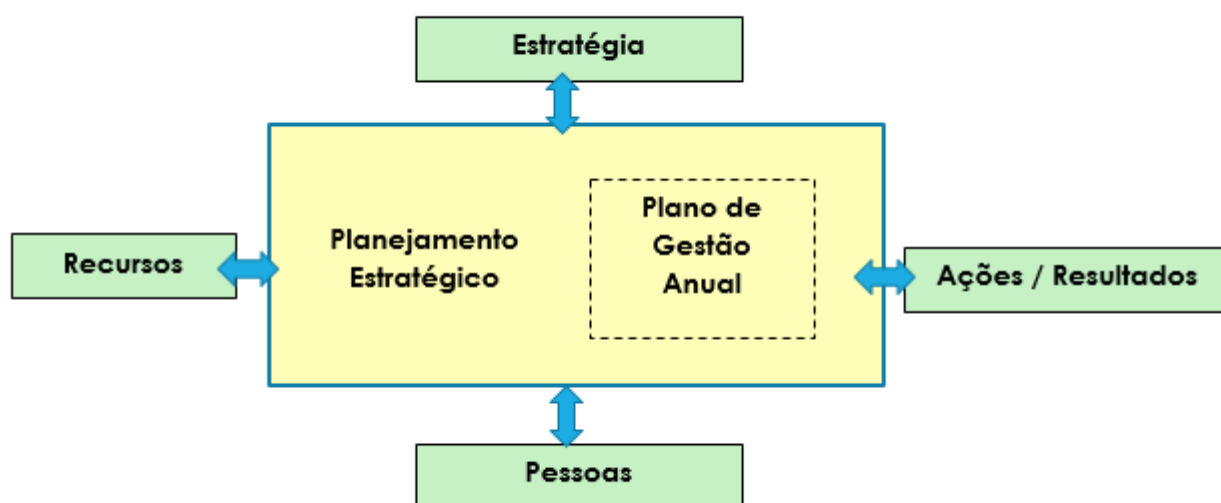 Estratégia
Planejamento
Estratégico
Plano de
Gestão
Anual
Recursos
Ações / Resultados
Pessoas